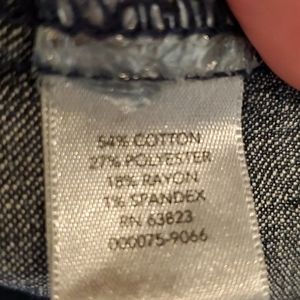 54% COTTON
27% POLYESTER
18% RAYON
1% SPANDEX
RN 63823
000075-9066